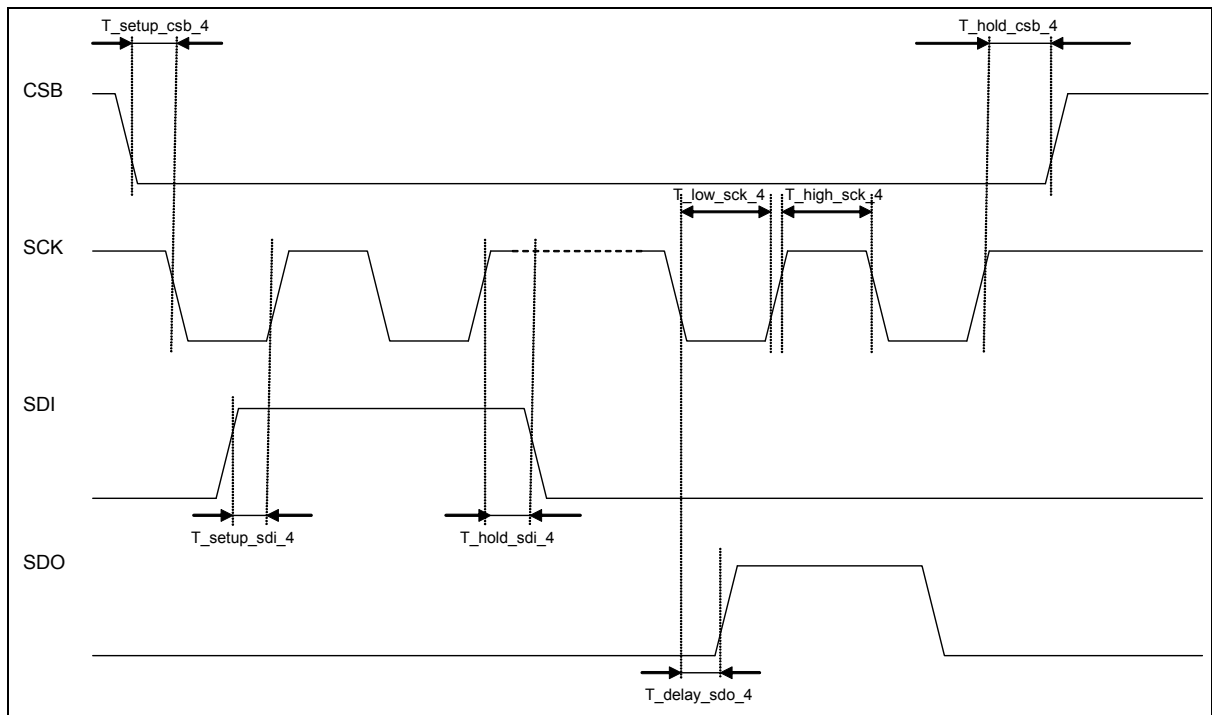 T_setup_csb_4
T_hold_csb_4
CSB
T_low_sck_4
T_high_sck_4
SCK
SDI
T_setup_sdi_4
T_hold_sdi_4
SDO
T_delay_sdo_4